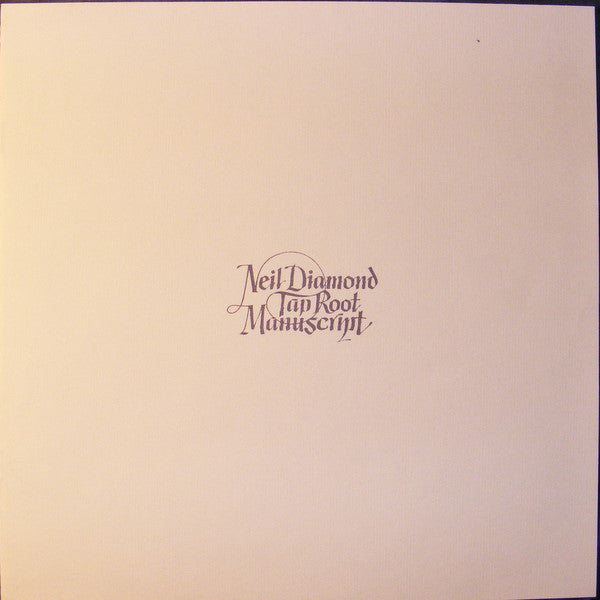 Neil Diamond
Tap Root
Manuscript